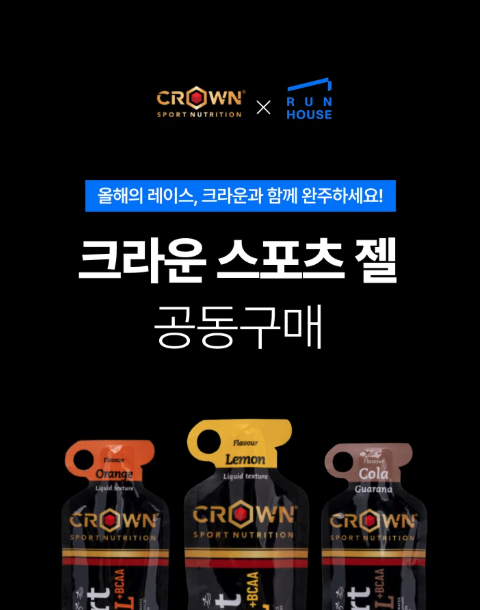 CROWN
SPORT NUTRITION
RUN
HOUSE
올해의 레이스, 크라운과 함께 완주하세요!
크라운 스포츠 젤
공동구매
Flavour
Orange
Liquid texture
CROWN
SPORT NUTRITION
+BCAA
Flavour
Lemon
Liquid texture
CROWN
SPORT NUTRITION
+BCAA
Flavour
Cola
Guarana
CROWN
SPORT NUTRITION
+BCAA